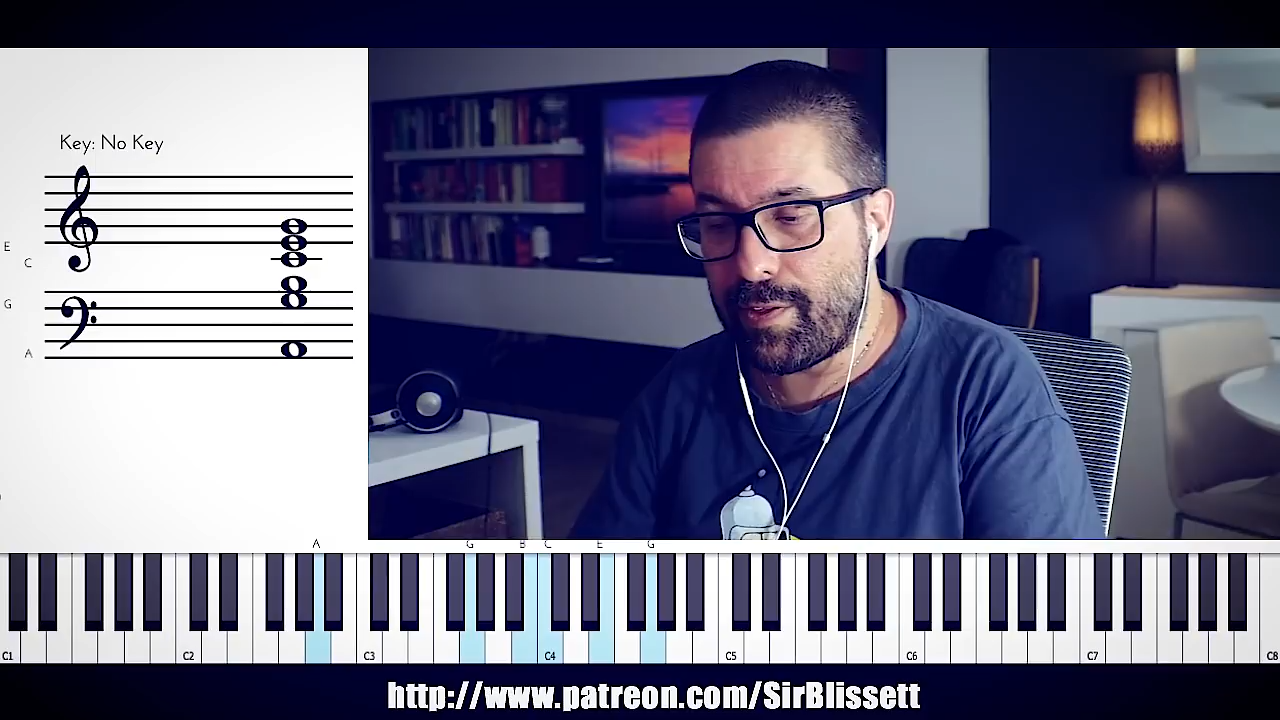 Key: No Key
E
C
G
A
A G B C E G
C1 C2 C3 C4 C5 C6 C7 C8
http://www.patreon.com/SirBlissett